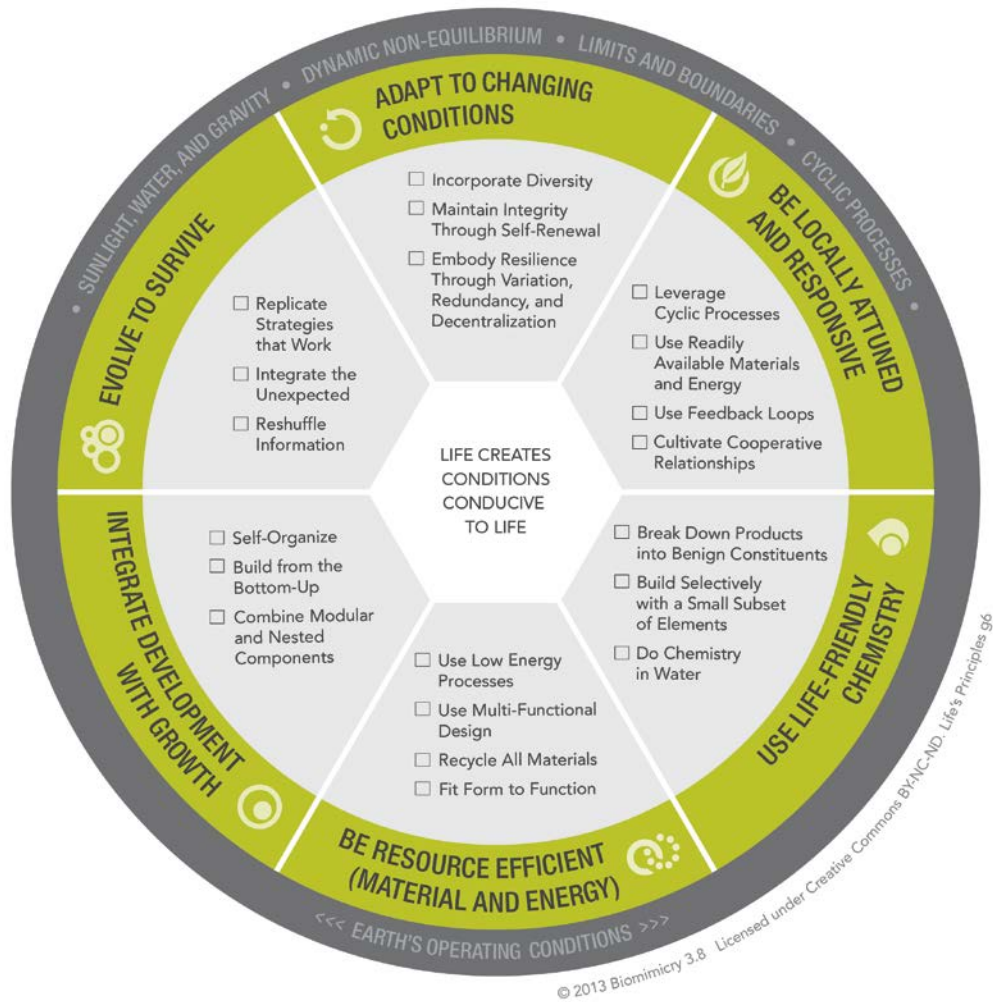 • SUNLIGHT, WATER, AND GRAVITY • DYNAMIC NON-EQUILIBRIUM • LIMITS AND BOUNDARIES • CYCLIC PROCESSES •
ADAPT TO CHANGING
CONDITIONS
☐ Incorporate Diversity
☐ Maintain Integrity
Through Self-Renewal
☐ Embody Resilience
Through Variation,
Redundancy, and
Decentralization
BE LOCALLY ATTUNED
AND RESPONSIVE
☐ Leverage
Cyclic Processes
☐ Use Readily
Available Materials
and Energy
☐ Use Feedback Loops
☐ Cultivate Cooperative
Relationships
USE LIFE-FRIENDLY
CHEMISTRY
☐ Break Down Products
into Benign Constituents
☐ Build Selectively
with a Small Subset
of Elements
☐ Do Chemistry
in Water
BE RESOURCE EFFICIENT
(MATERIAL AND ENERGY)
☐ Use Low Energy
Processes
☐ Use Multi-Functional
Design
☐ Recycle All Materials
☐ Fit Form to Function
INTEGRATE DEVELOPMENT
WITH GROWTH
☐ Self-Organize
☐ Build from the
Bottom-Up
☐ Combine Modular
and Nested
Components
EVOLVE TO SURVIVE
☐ Replicate
Strategies
that Work
☐ Integrate the
Unexpected
☐ Reshuffle
Information
LIFE CREATES
CONDITIONS
CONDUCIVE
TO LIFE
<<< EARTH'S OPERATING CONDITIONS >>>
© 2013 Biomimicry 3.8 Licensed under Creative Commons BY-NC-ND. Life's Principles g6